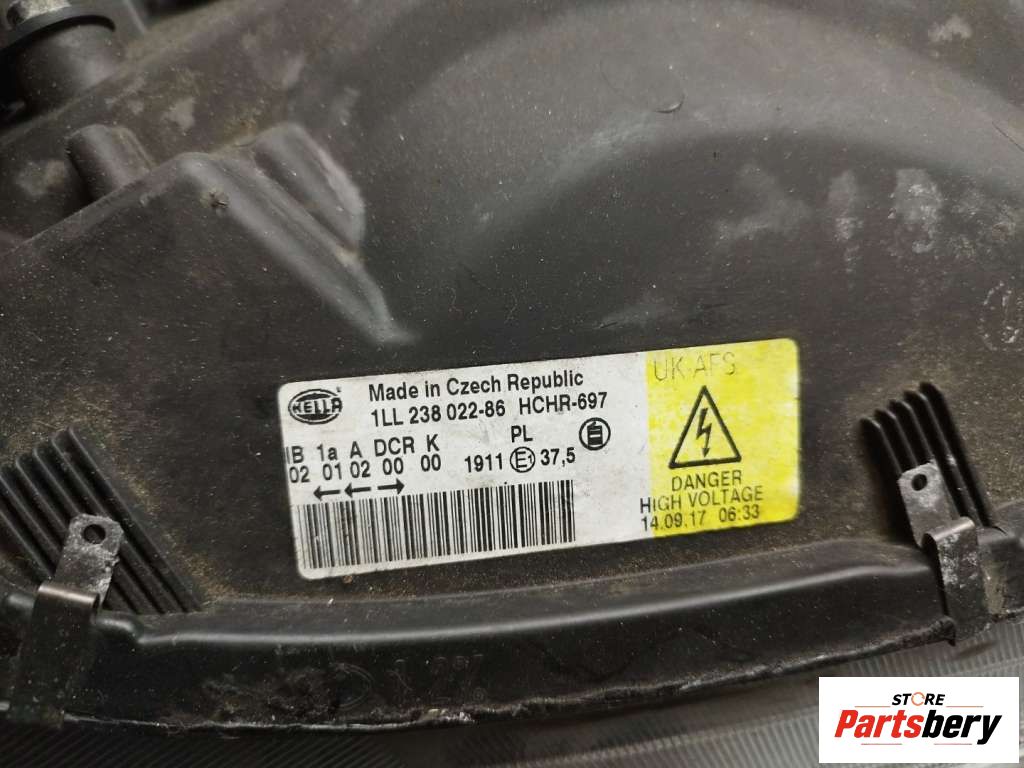 HELLA
Made in Czech Republic
1LL 238 022-86 HCHR-697
IB 1a A DCR K PL
02 01 02 00 00 1911 E1 37,5
UK-AFS
DANGER
HIGH VOLTAGE
14.09.17 06:33
STORE
Partsbery